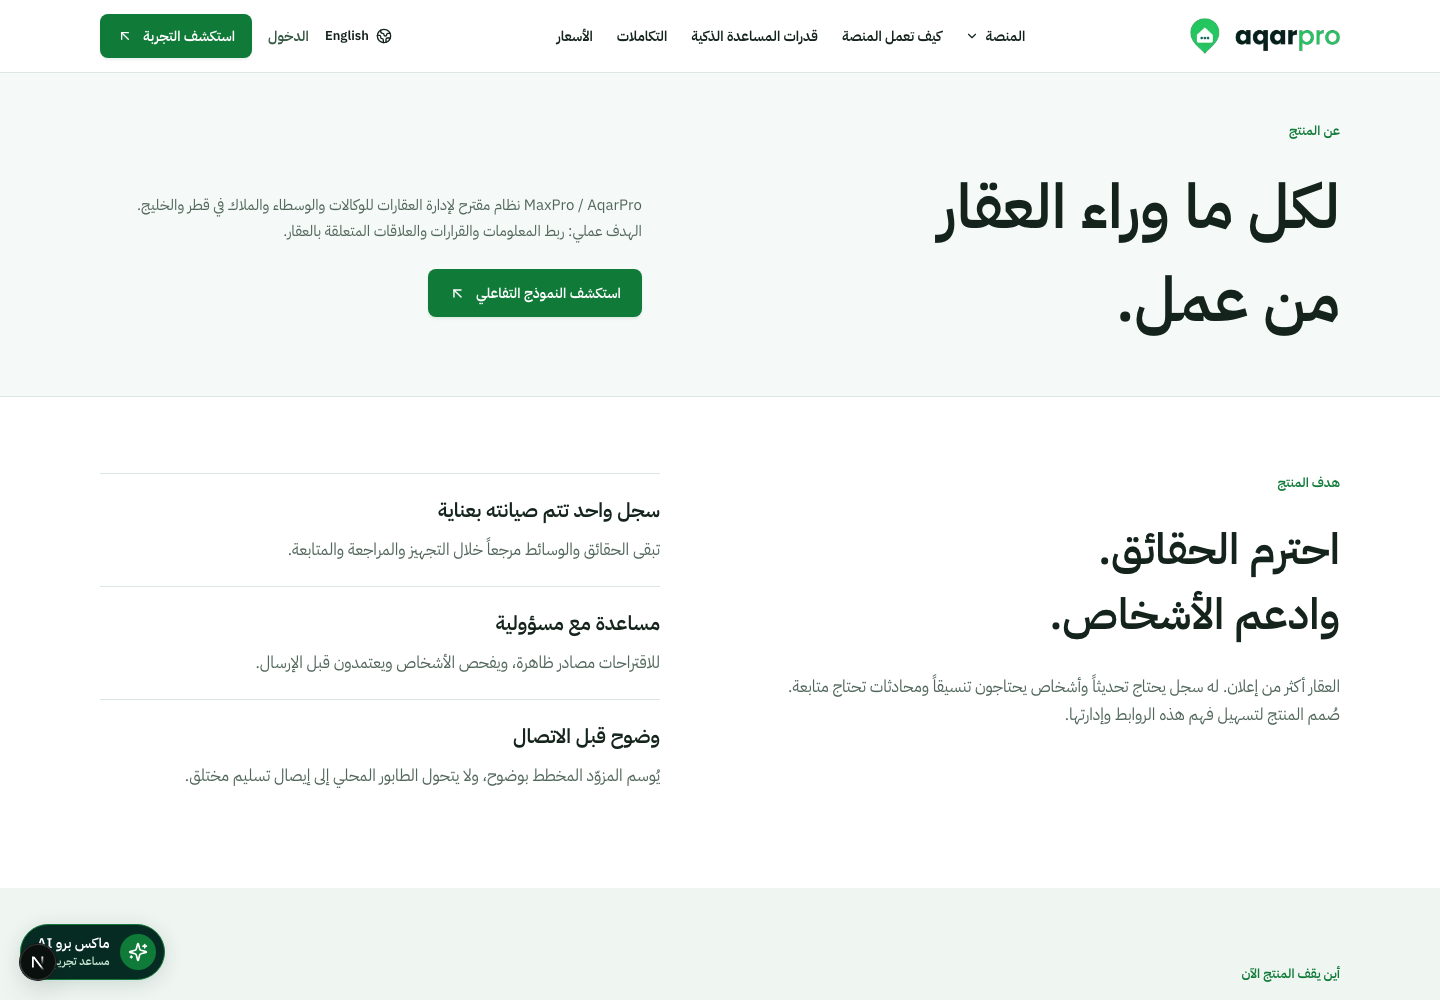 aqarpro
المنصة
كيف تعمل المنصة
قدرات المساعدة الذكية
التكاملات
الأسعار
English
الدخول
استكشف التجربة
عن المنتج
لكل ما وراء العقار
من عمل.
MaxPro / AqarPro نظام مقترح لإدارة العقارات للوكالات والوسطاء والملاك في قطر والخليج.
الهدف عملي: ربط المعلومات والقرارات والعلاقات المتعلقة بالعقار.
استكشف النموذج التفاعلي
هدف المنتج
احترم الحقائق.
وادعم الأشخاص.
العقار أكثر من إعلان. له سجل يحتاج تحديثاً وأشخاص يحتاجون تنسيقاً ومحادثات تحتاج متابعة.
صُمم المنتج لتسهيل فهم هذه الروابط وإدارتها.
سجل واحد تتم صيانته بعناية
تبقى الحقائق والوسائط مرجعاً خلال التجهيز والمراجعة والمتابعة.
مساعدة مع مسؤولية
للاقتراحات مصادر ظاهرة، ويفحص الأشخاص ويعتمدون قبل الإرسال.
وضوح قبل الاتصال
يُوسم المزوّد المخطط بوضوح، ولا يتحول الطابور المحلي إلى إيصال تسليم مختلق.
أين يقف المنتج الآن
ماكس برو AI
مساعد
N